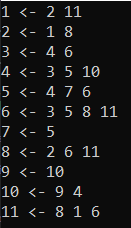 1 <- 2 11
2 <- 1 8
3 <- 4 6
4 <- 3 5 10
5 <- 4 7 6
6 <- 3 5 8 11
7 <- 5
8 <- 2 6 11
9 <- 10
10 <- 9 4
11 <- 8 1 6